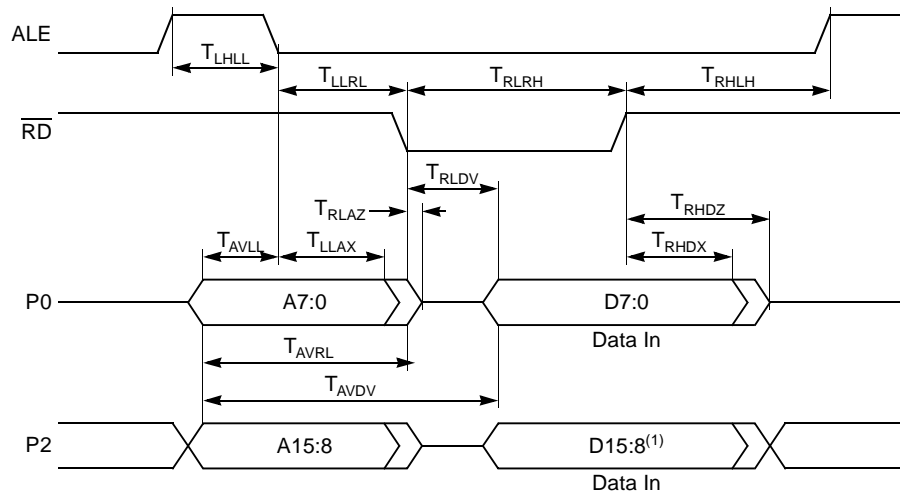 ALE
T_LHLL
T_LLRL T_RLRH T_RHLH
RD
T_RLDV
T_RLAZ T_RHDZ
T_AVLL T_LLAX T_RHDX
P0 A7:0 D7:0
Data In
T_AVRL
T_AVDV
P2 A15:8 D15:8(1)
Data In